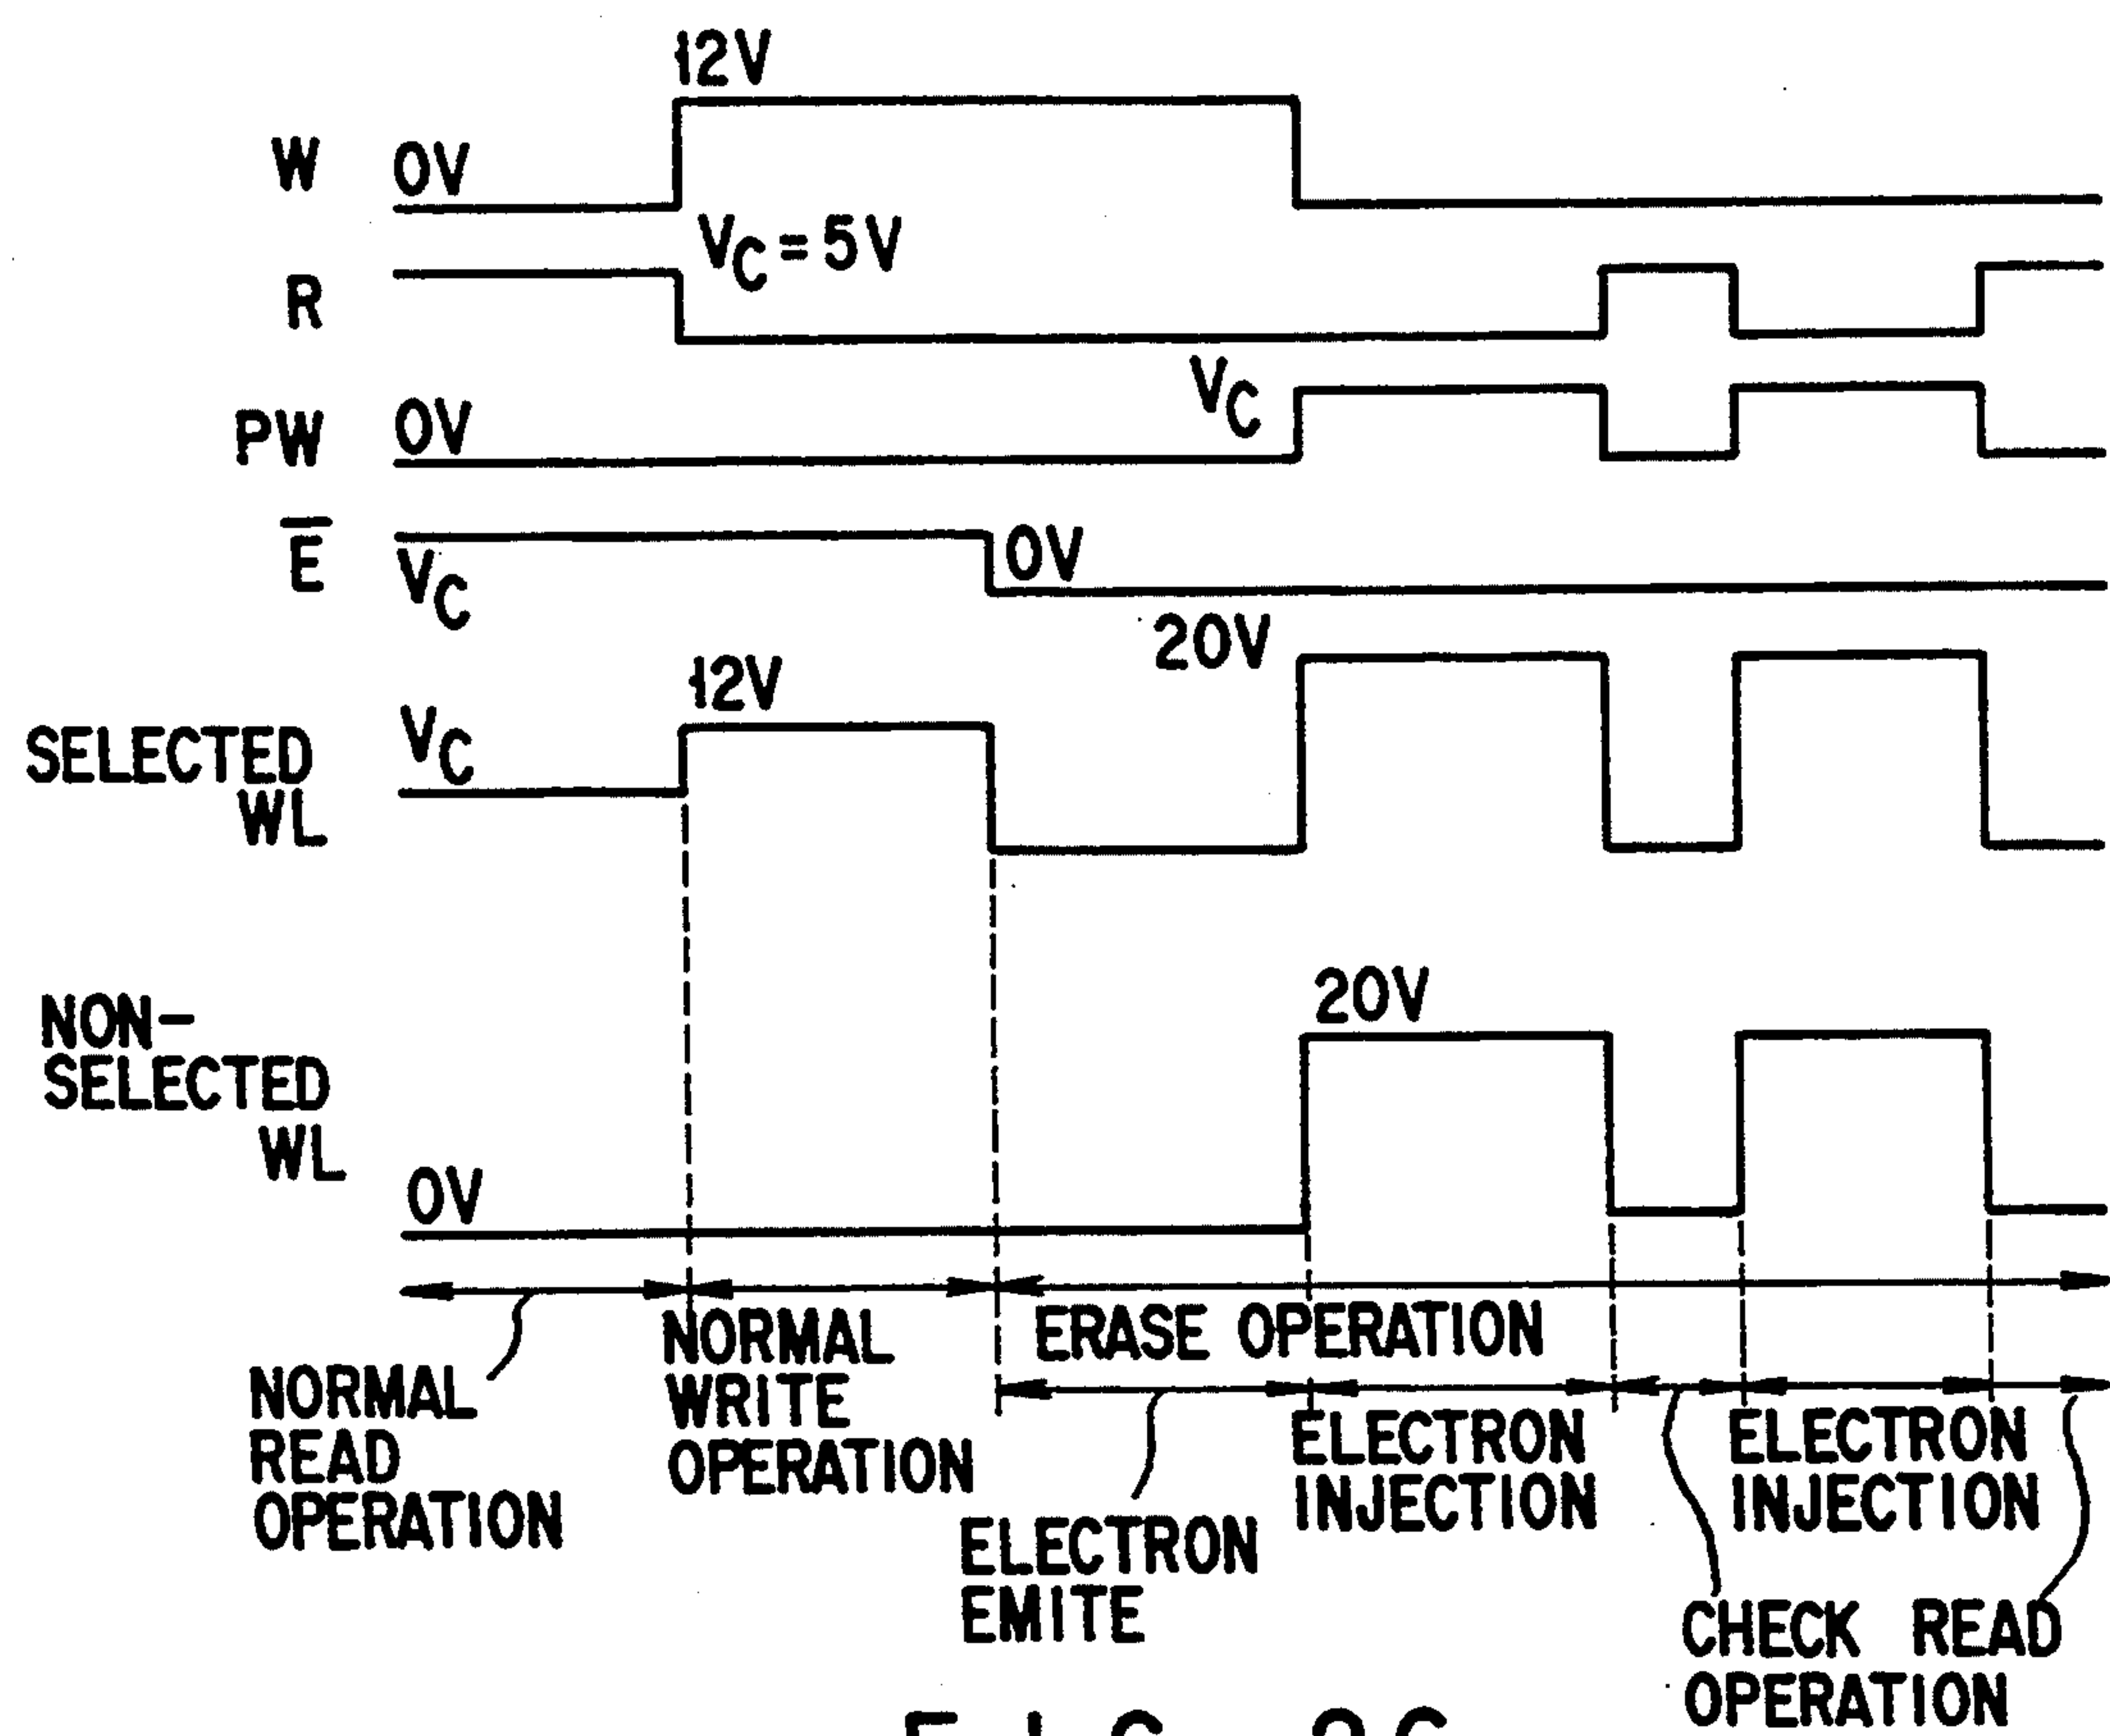 12V
W 0V
VC = 5V
R
VC
PW 0V
E̅
VC
0V
20V
12V
VC
SELECTED
WL
20V
NON-
SELECTED
WL
0V
ERASE OPERATION
NORMAL
WRITE
OPERATION
NORMAL
READ
OPERATION
ELECTRON
INJECTION
ELECTRON
INJECTION
ELECTRON
EMITE
CHECK READ
OPERATION